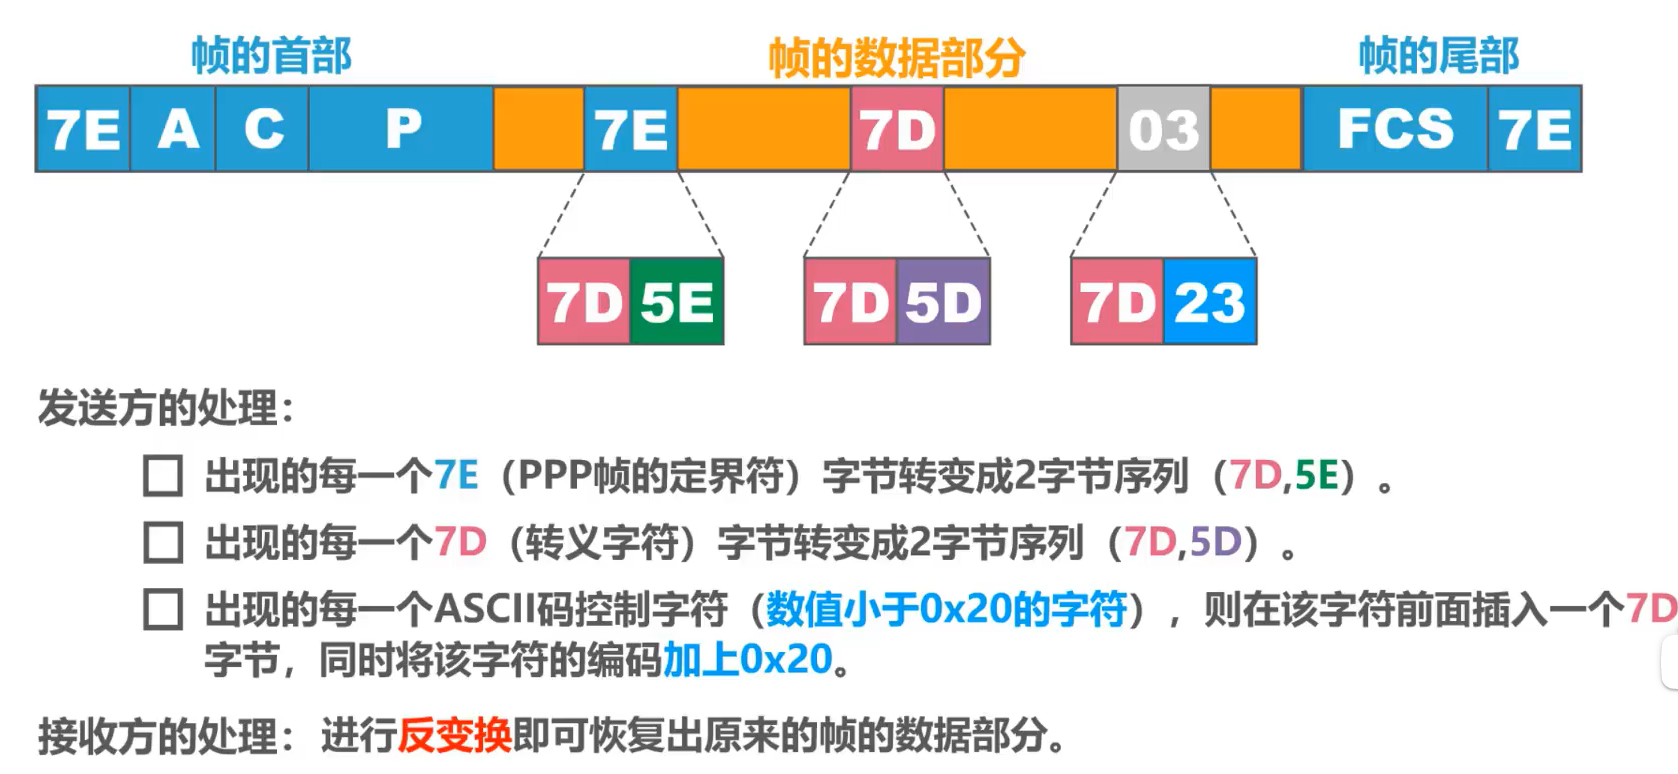 帧的首部 帧的数据部分 帧的尾部
7E A C P 7E 7D 03 FCS 7E
7D 5E 7D 5D 7D 23
发送方的处理：
出现的每一个7E（PPP帧的定界符）字节转变成2字节序列（7D,5E）。
出现的每一个7D（转义字符）字节转变成2字节序列（7D,5D）。
出现的每一个ASCII码控制字符（数值小于0x20的字符），则在该字符前面插入一个7D
字节，同时将该字符的编码加上0x20。
接收方的处理：进行反变换即可恢复出原来的帧的数据部分。